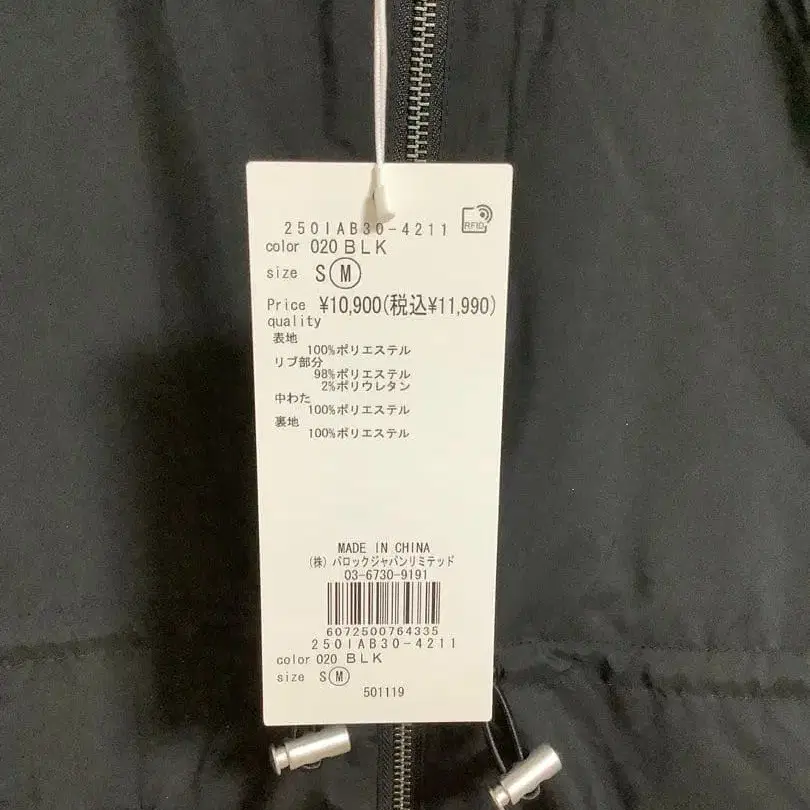 250IAB30-4211
RFID
color 020 BLK
size S M
Price ¥10,900(税込¥11,990)
quality
表地
100%ポリエステル
リブ部分
98%ポリエステル
2%ポリウレタン
中わた
100%ポリエステル
裏地
100%ポリエステル
MADE IN CHINA
(株)バロックジャパンリミテッド
03-6730-9191
6072500764335
250IAB30-4211
color 020 BLK
size S M
501119